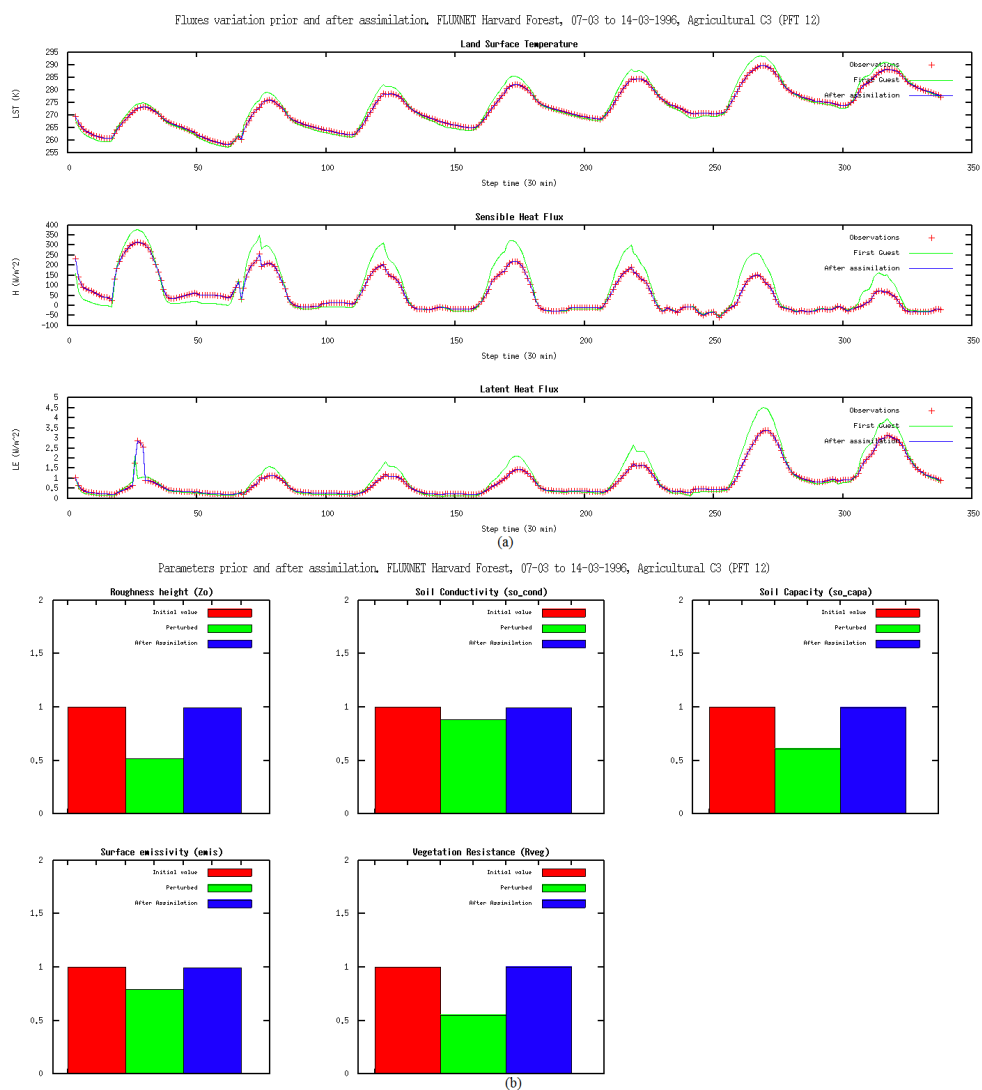 Fluxes variation prior and after assimilation. FLUXNET Harvard Forest, 07-03 to 14-03-1996, Agricultural C3 (PFT 12)
Land Surface Temperature
295
290
285
280
275
270
265
260
255
LST (K)
Observations
First Guest
After assimilation
0 50 100 150 200 250 300 350
Step time (30 min)
Sensible Heat Flux
400
350
300
250
200
150
100
50
0
-50
-100
H (W/m^2)
Observations
First Guest
After assimilation
0 50 100 150 200 250 300 350
Step time (30 min)
Latent Heat Flux
5
4.5
4
3.5
3
2.5
2
1.5
1
0.5
0
LE (W/m^2)
Observations
First Guest
After assimilation
0 50 100 150 200 250 300 350
Step time (30 min)
(a)
Parameters prior and after assimilation. FLUXNET Harvard Forest, 07-03 to 14-03-1996, Agricultural C3 (PFT 12)
Roughness height (Zo)
2
1.5
1
0.5
0
Initial value
Perturbed
After Assimilation
Soil Conductivity (so_cond)
2
1.5
1
0.5
0
Initial value
Perturbed
After Assimilation
Soil Capacity (so_capa)
2
1.5
1
0.5
0
Initial value
Perturbed
After Assimilation
Surface emissivity (emis)
2
1.5
1
0.5
0
Initial value
Perturbed
After Assimilation
Vegetation Resistance (Rveg)
2
1.5
1
0.5
0
Initial value
Perturbed
After Assimilation
(b)